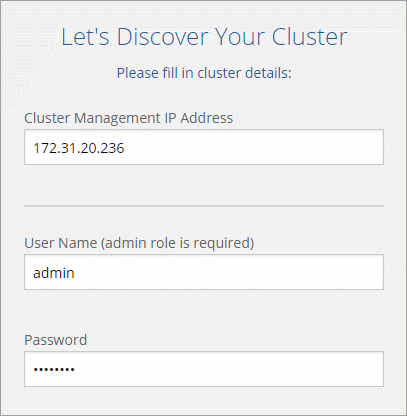 Let's Discover Your Cluster
Please fill in cluster details:
Cluster Management IP Address
172.31.20.236
User Name (admin role is required)
admin
Password
••••••••